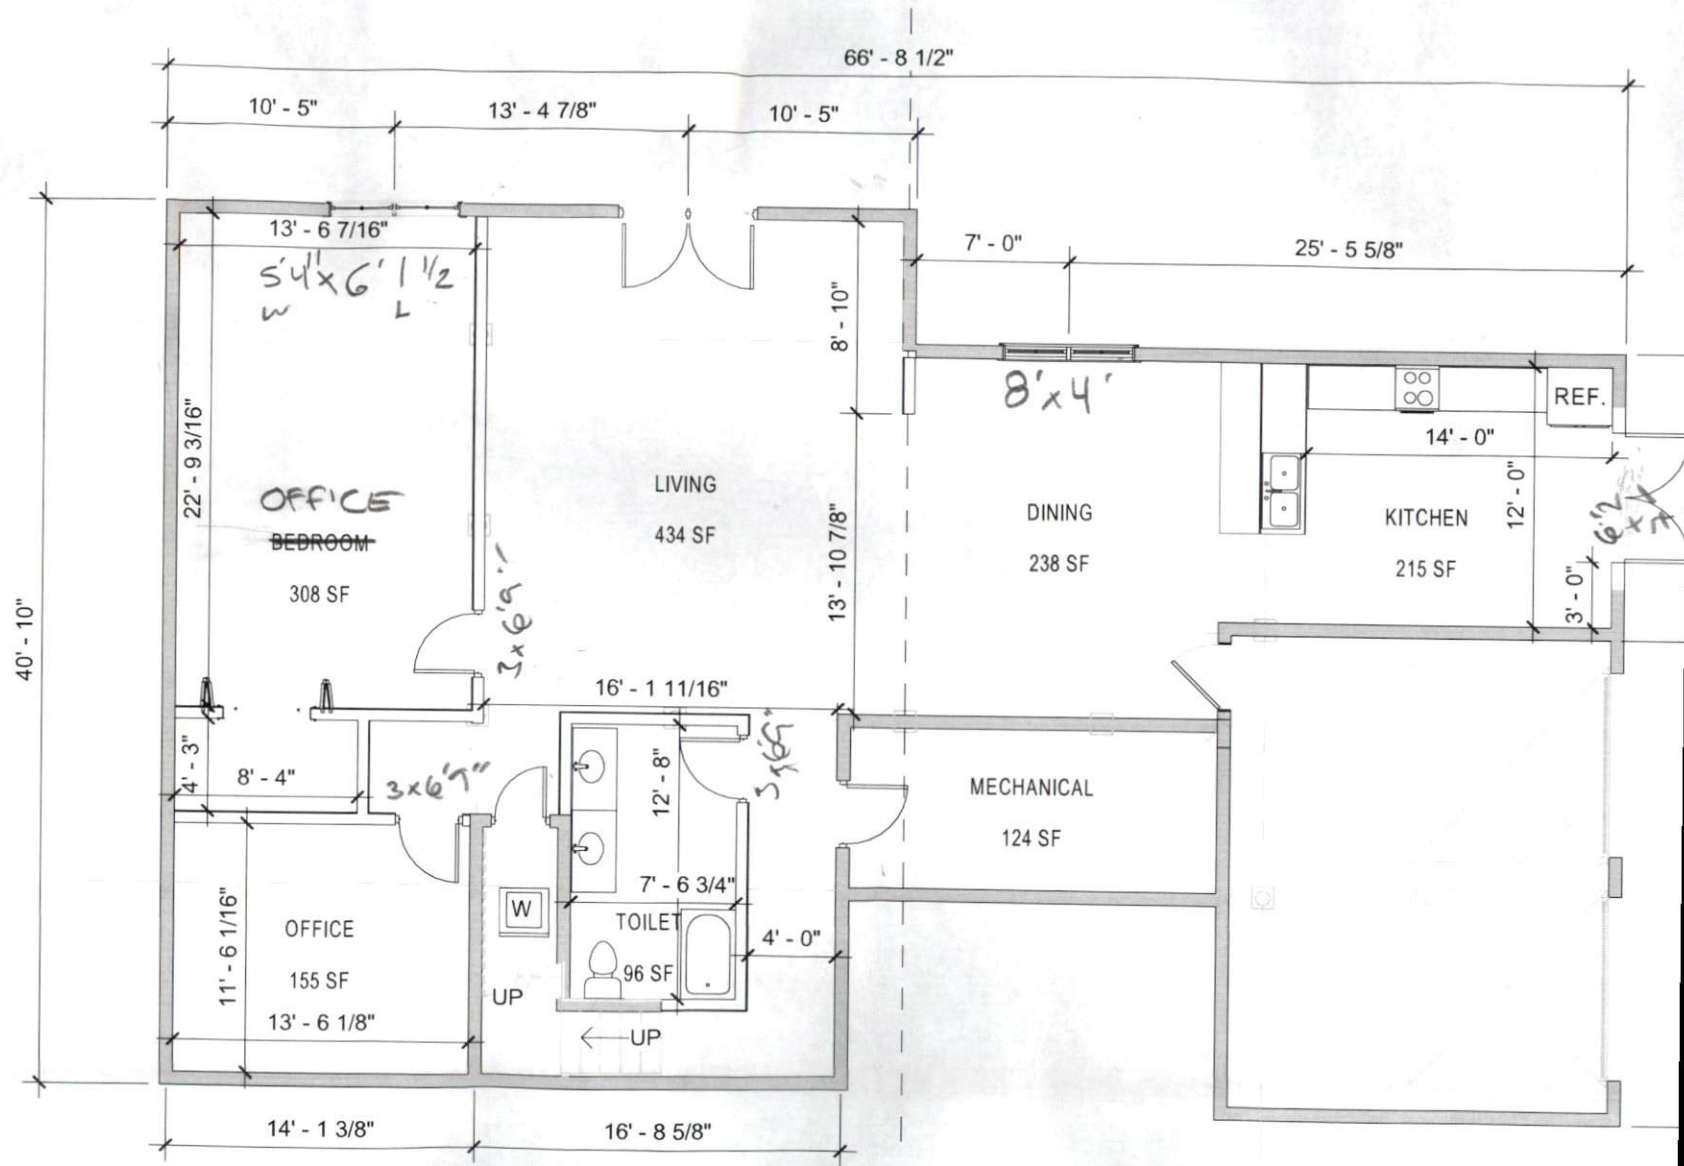 66' - 8 1/2"
10' - 5"
13' - 4 7/8"
10' - 5"
7' - 0"
25' - 5 5/8"
13' - 6 7/16"
5'4"x6' 1 1/2
W L
8' - 10"
8'x4'
REF.
14' - 0"
22' - 9 3/16"
OFFICE
BEDROOM
308 SF
LIVING
434 SF
13' - 10 7/8"
DINING
238 SF
KITCHEN
215 SF
12' - 0"
3' - 0"
40' - 10"
3x6'9"
16' - 1 11/16"
4' - 3"
8' - 4"
3x6'9"
12' - 8"
3x6'9"
MECHANICAL
124 SF
7' - 6 3/4"
W
TOILET
96 SF
4' - 0"
OFFICE
155 SF
11' - 6 1/16"
13' - 6 1/8"
UP
UP
14' - 1 3/8"
16' - 8 5/8"